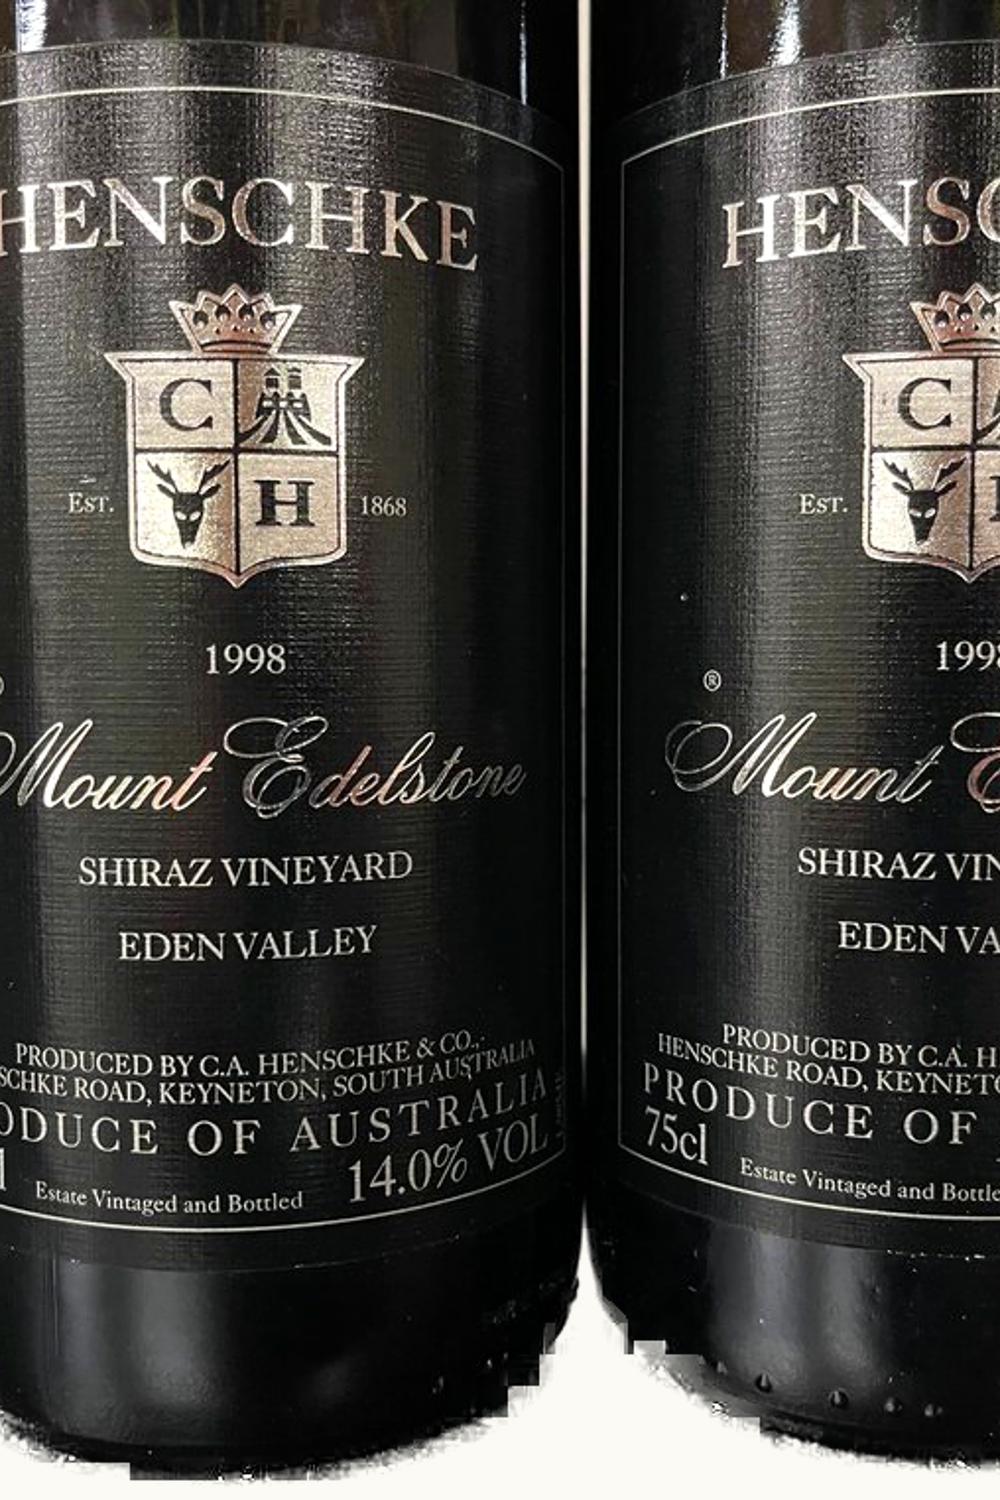 HENSCHKE
C
H
EST. 1868
1998
Mount Edelstone
SHIRAZ VINEYARD
EDEN VALLEY
PRODUCED BY C.A. HENSCHKE & CO.,
SCHKE ROAD, KEYNETON, SOUTH AUSTRALIA
ODUCE OF AUSTRALIA
l Estate Vintaged and Bottled 14.0% VOL
HENSC
C
EST.
1998
®
Mount E
SHIRAZ VIN
EDEN VA
PRODUCED BY C.A. H
HENSCHKE ROAD, KEYNETO
PRODUCE OF
75cl Estate Vintaged and Bottle